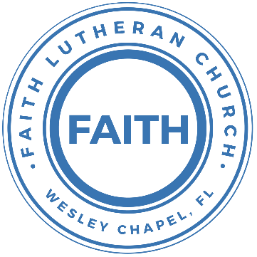 • FAITH LUTHERAN CHURCH •
FAITH
WESLEY CHAPEL, FL